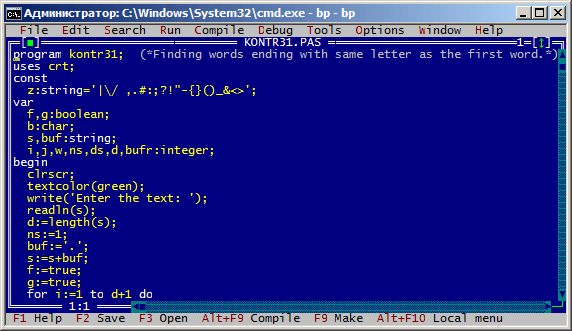 Администратор: C:\Windows\System32\cmd.exe - bp - bp
File Edit Search Run Compile Debug Tools Options Window Help
KONTR31.PAS 1=[↕]
program kontr31; (*Finding words ending with same letter as the first word.*)
uses crt;
const
z:string='|\/ ,.#:;?!"-{}()_&<>';
var
f,g:boolean;
b:char;
s,buf:string;
i,j,w,ns,ds,d,bufr:integer;
begin
clrscr;
textcolor(green);
write('Enter the text: ');
readln(s);
d:=length(s);
ns:=1;
buf:='.';
s:=s+buf;
f:=true;
g:=true;
for i:=1 to d+1 do
1:1
F1 Help F2 Save F3 Open Alt+F9 Compile F9 Make Alt+F10 Local menu